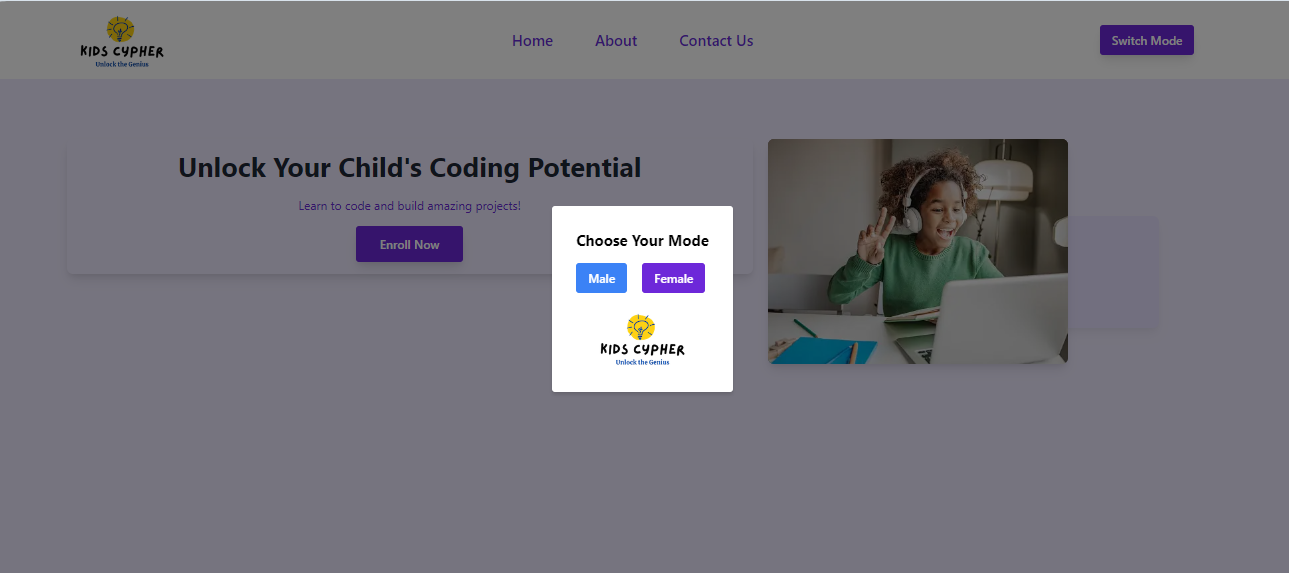 KIDS CYPHER
Unlock the Genius
Home About Contact Us
Switch Mode
Unlock Your Child's Coding Potential
Learn to code and build amazing projects!
Enroll Now
Choose Your Mode
Male Female
KIDS CYPHER
Unlock the Genius